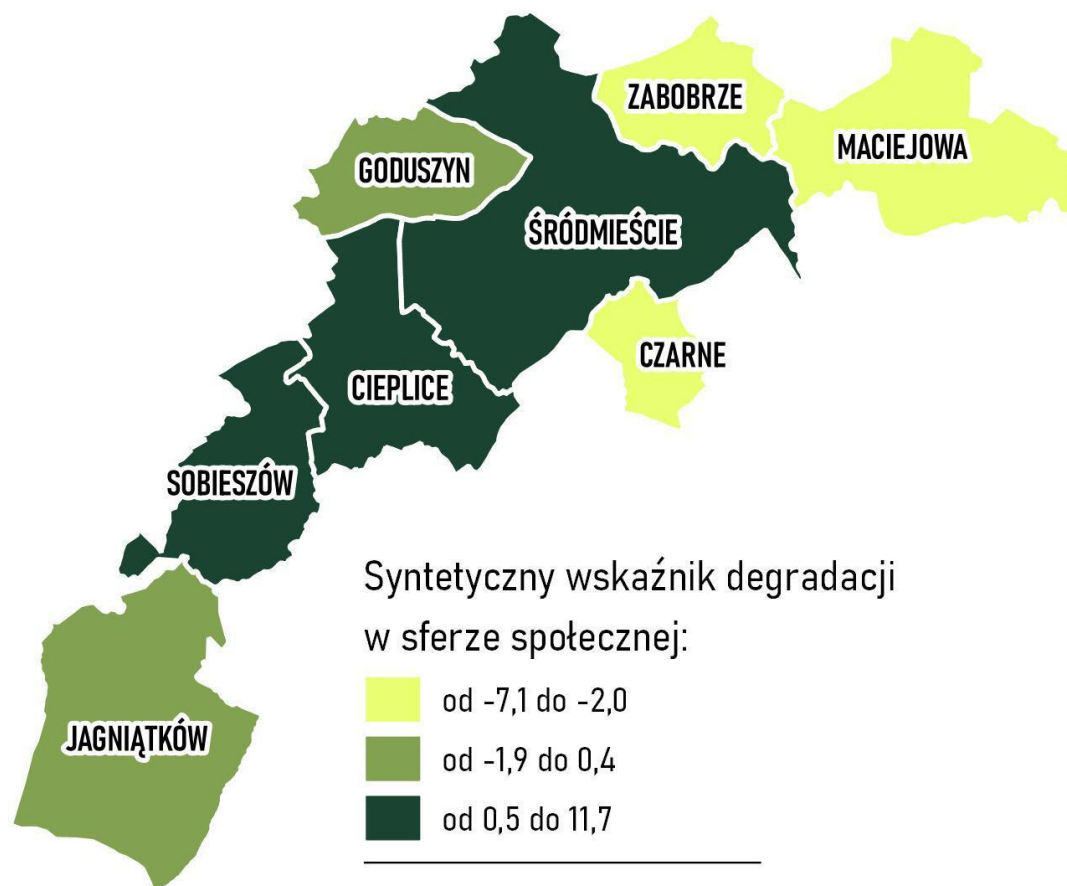 ZABOBRZE
MACIEJOWA
GODUSZYN
ŚRÓDMIEŚCIE
CZARNE
CIEPLICE
SOBIESZÓW
JAGNIĄTKÓW
Syntetyczny wskaźnik degradacji
w sferze społecznej:
od -7,1 do -2,0
od -1,9 do 0,4
od 0,5 do 11,7